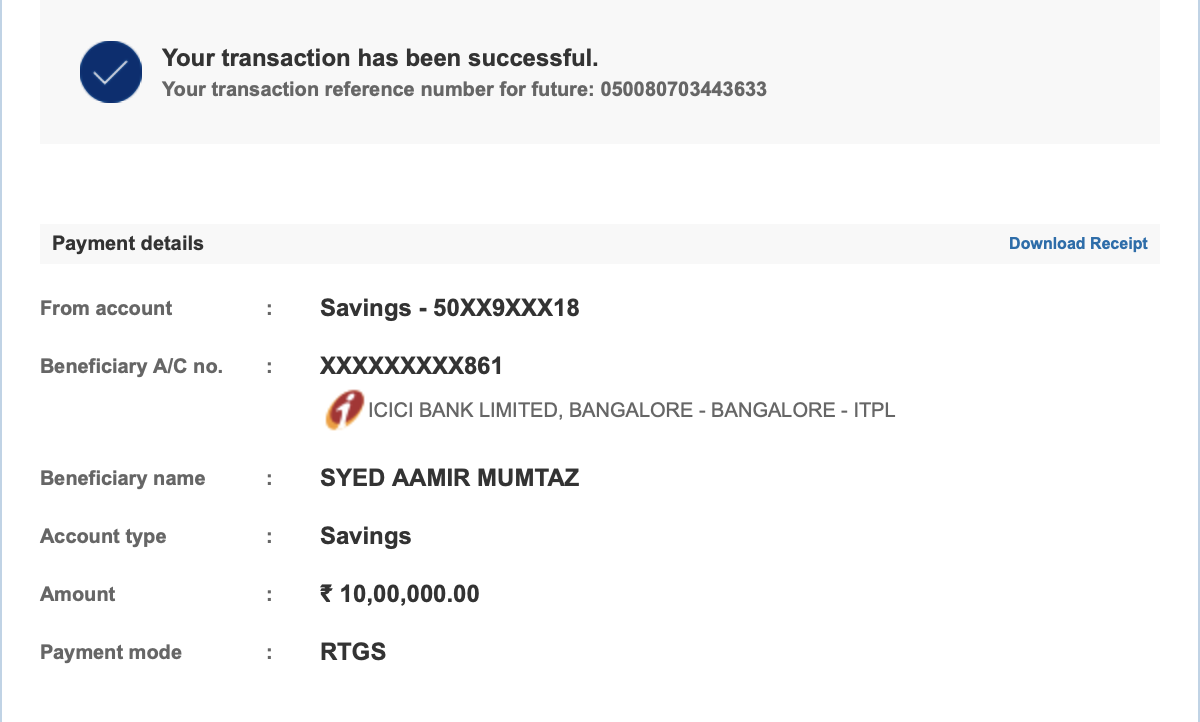 Your transaction has been successful.
Your transaction reference number for future: 050080703443633
Payment details Download Receipt
From account : Savings - 50XX9XXX18
Beneficiary A/C no. : XXXXXXXXX861
ICICI BANK LIMITED, BANGALORE - BANGALORE - ITPL
Beneficiary name : SYED AAMIR MUMTAZ
Account type : Savings
Amount : ₹ 10,00,000.00
Payment mode : RTGS